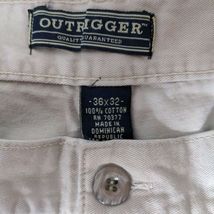 OUTRIGGER
QUALITY GUARANTEED
-36x32-
100% COTTON
RN 70377
MADE IN
DOMINICAN
REPUBLIC